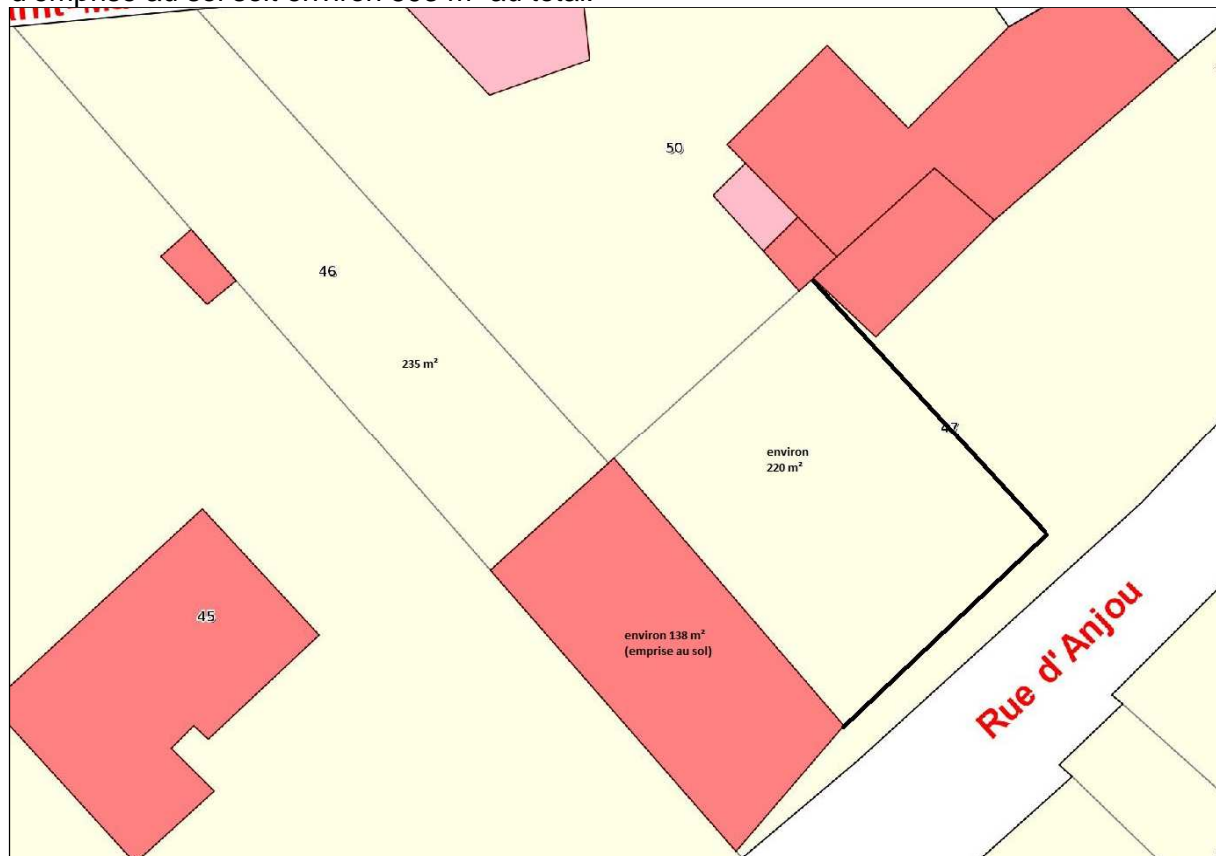 50
46
235 m²
47
environ
220 m²
45
environ 138 m²
(emprise au sol)
Rue d'Anjou